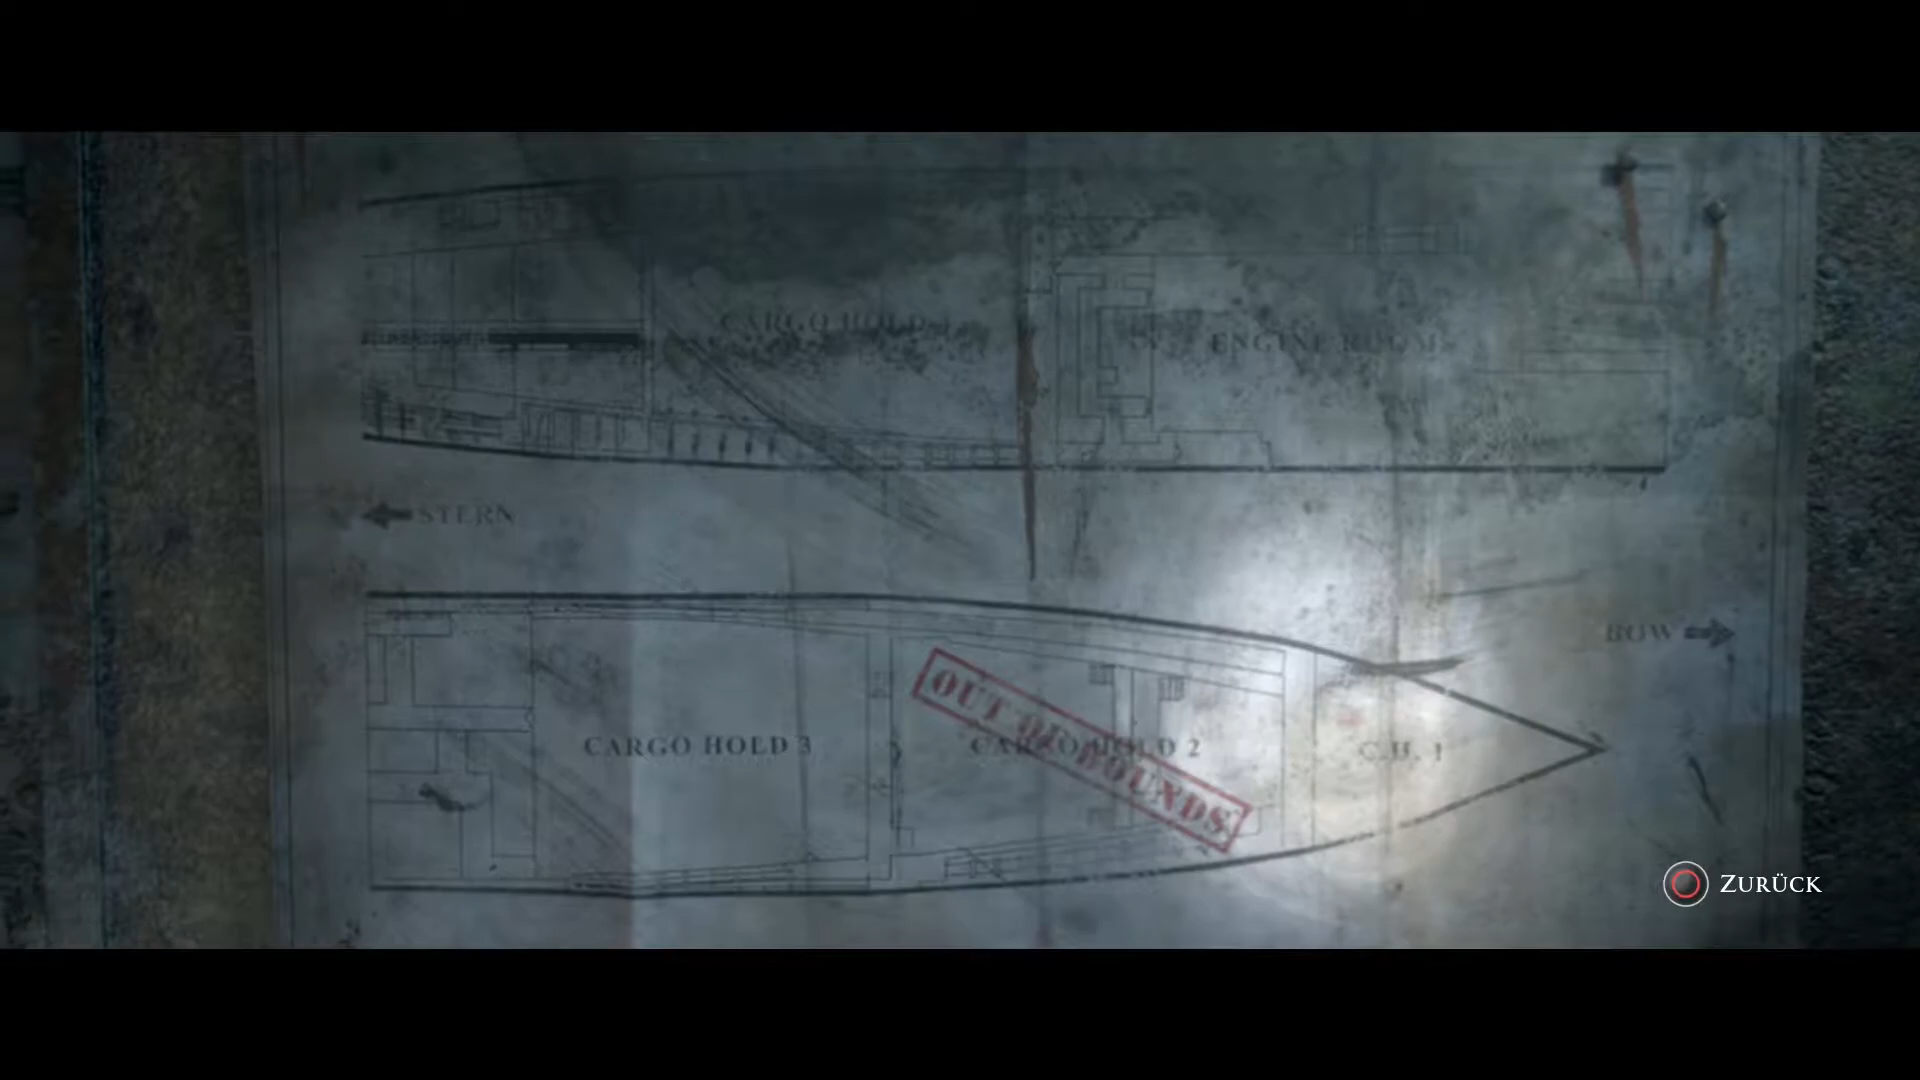 CARGO HOLD
ENGINE ROOM
STERN
BOW
OUT OF BOUNDS
CARGO HOLD 3
CARGO HOLD 2
C.H. 1
ZURÜCK